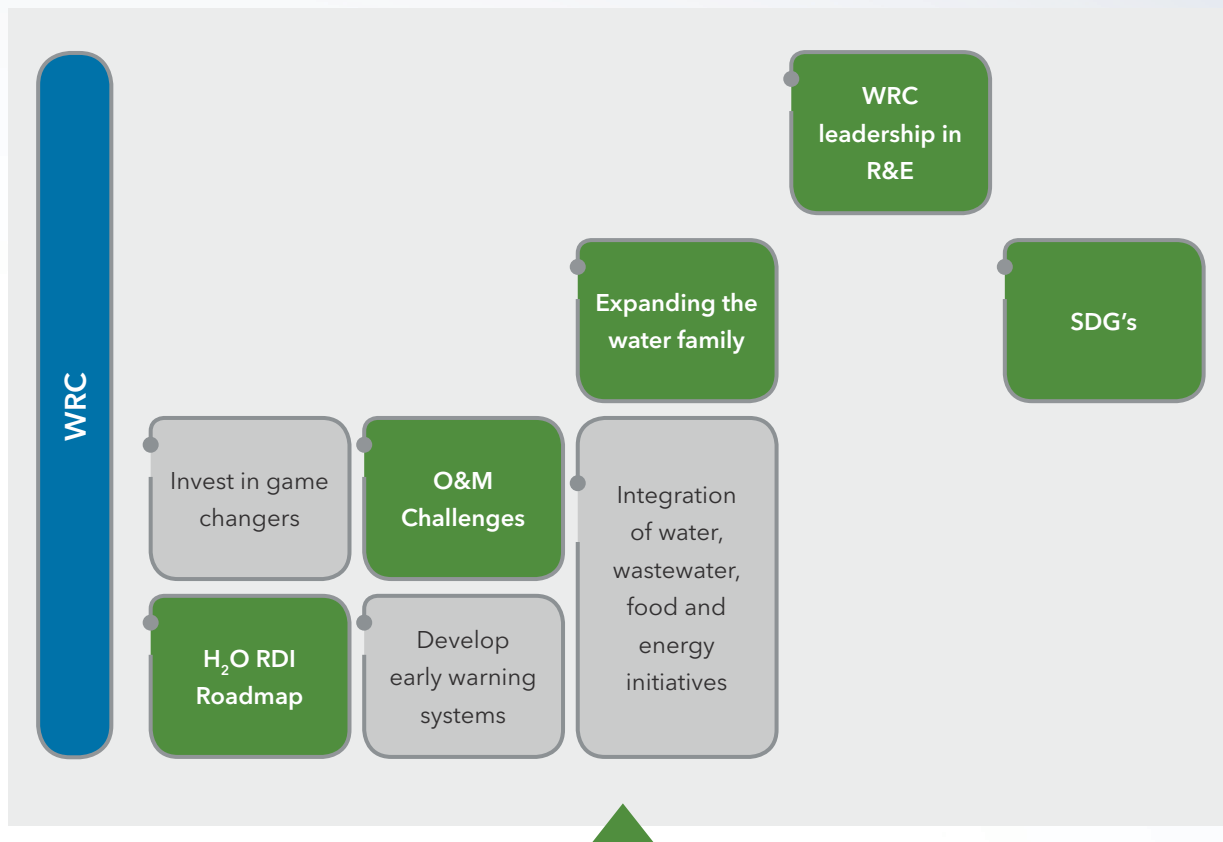 WRC
WRC
leadership in
R&E
Expanding the
water family
SDG's
Invest in game
changers
O&M
Challenges
Integration
of water,
wastewater,
food and
energy
initiatives
H₂O RDI
Roadmap
Develop
early warning
systems